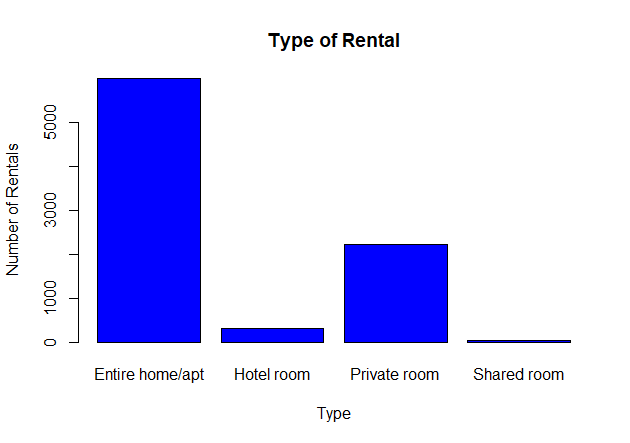 Type of Rental
Number of Rentals
5000
3000
1000
0
Entire home/apt
Hotel room
Private room
Shared room
Type